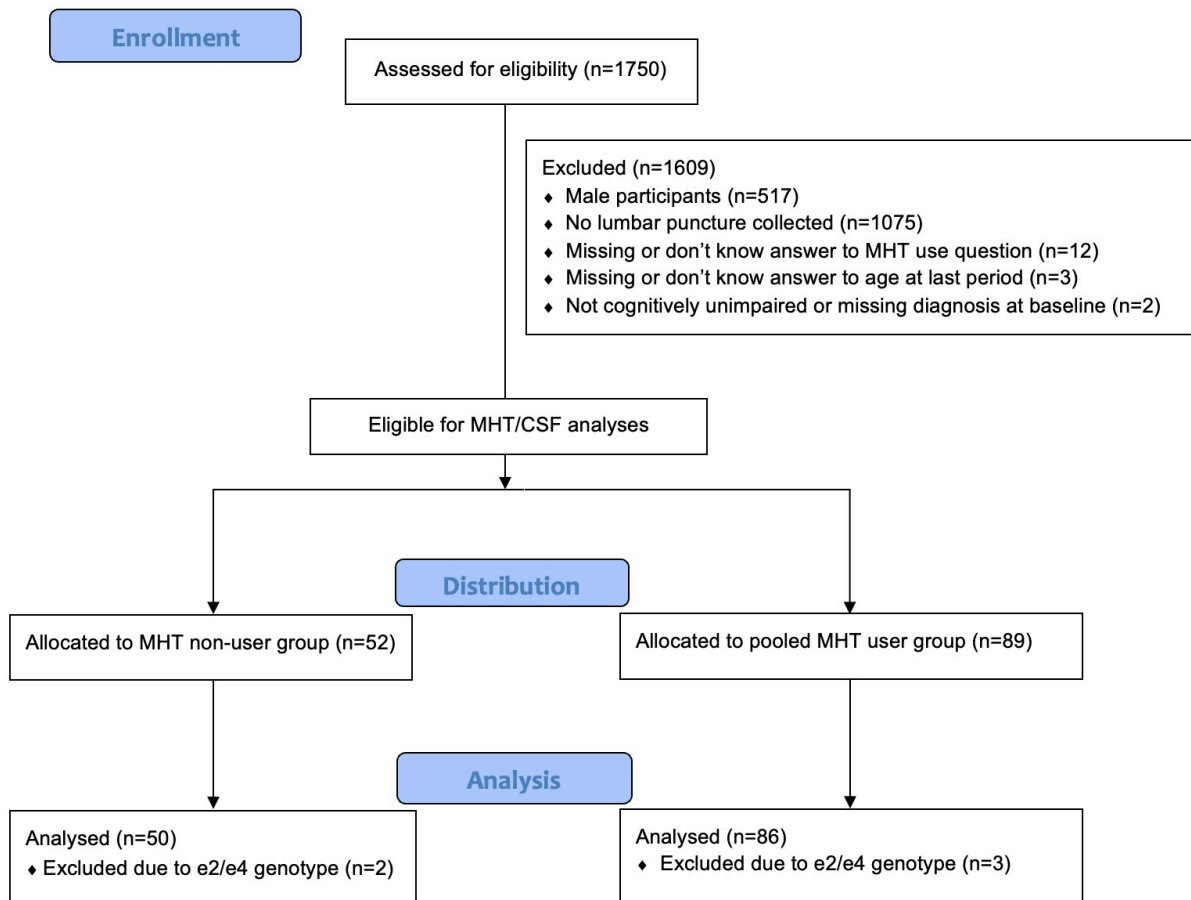 Enrollment
Assessed for eligibility (n=1750)
Excluded (n=1609)
♦ Male participants (n=517)
♦ No lumbar puncture collected (n=1075)
♦ Missing or don't know answer to MHT use question (n=12)
♦ Missing or don't know answer to age at last period (n=3)
♦ Not cognitively unimpaired or missing diagnosis at baseline (n=2)
Eligible for MHT/CSF analyses
Distribution
Allocated to MHT non-user group (n=52)
Allocated to pooled MHT user group (n=89)
Analysis
Analysed (n=50)
♦ Excluded due to e2/e4 genotype (n=2)
Analysed (n=86)
♦ Excluded due to e2/e4 genotype (n=3)